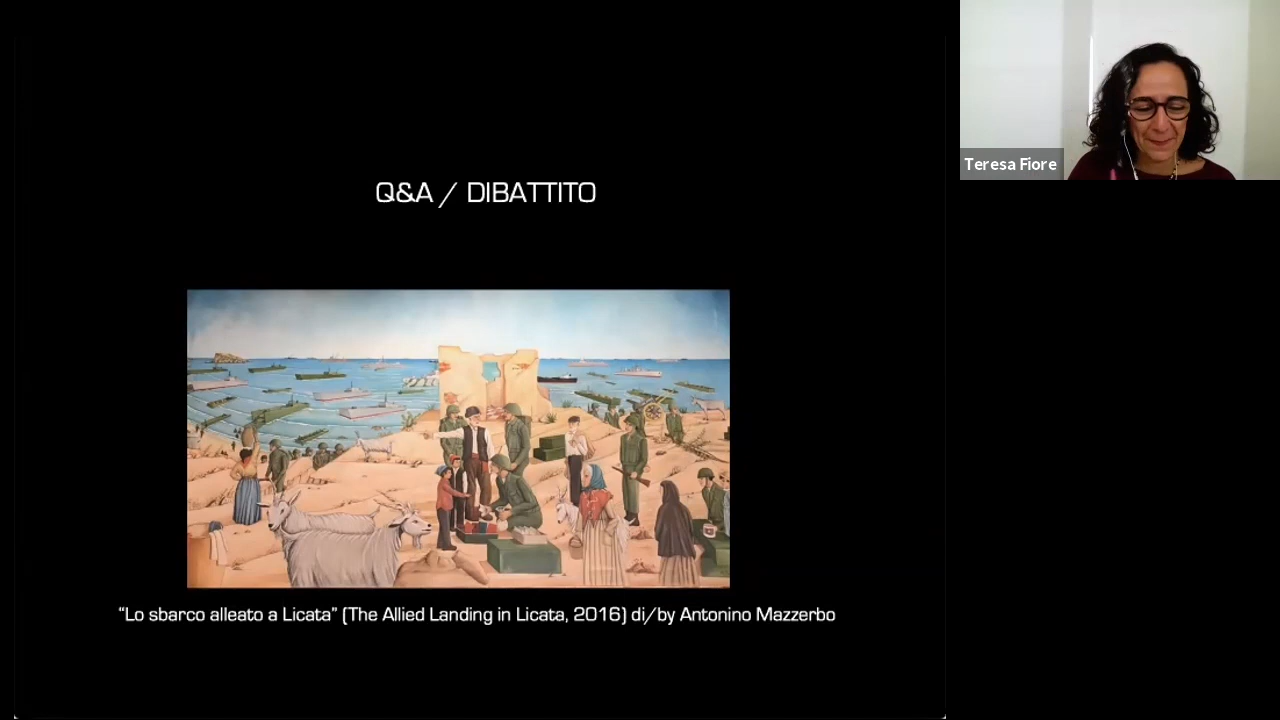 Q&A / DIBATTITO
“Lo sbarco alleato a Licata” (The Allied Landing in Licata, 2016) di/by Antonino Mazzerbo
Teresa Fiore